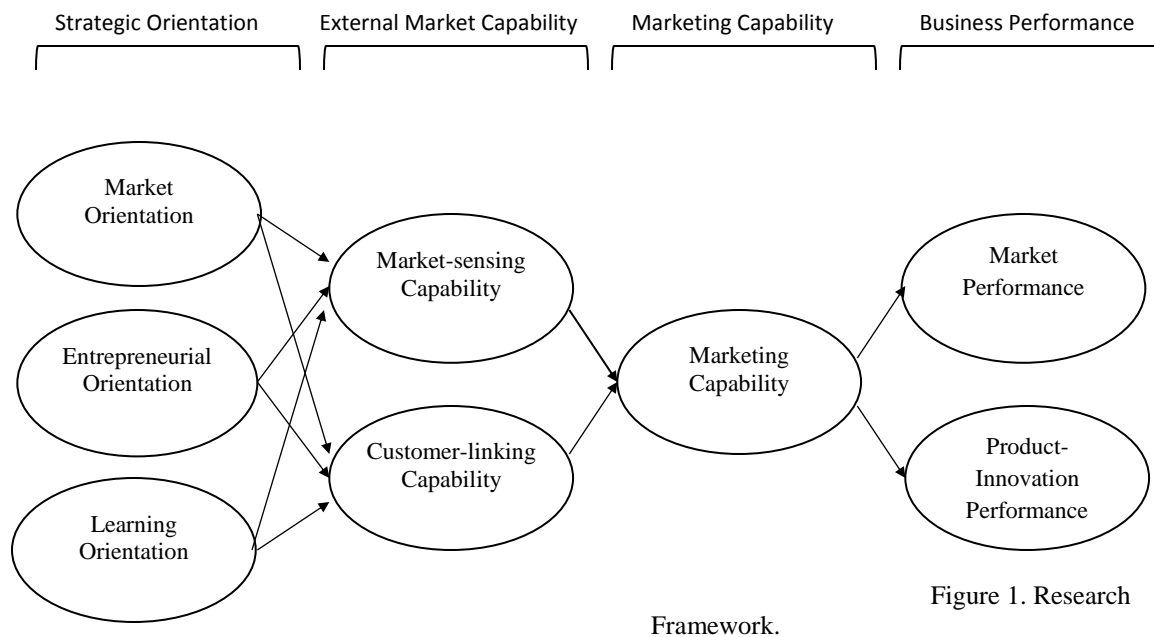 Strategic Orientation
External Market Capability
Marketing Capability
Business Performance
Market
Orientation
Entrepreneurial
Orientation
Learning
Orientation
Market-sensing
Capability
Customer-linking
Capability
Marketing
Capability
Market
Performance
Product-
Innovation
Performance
Figure 1. Research
Framework.